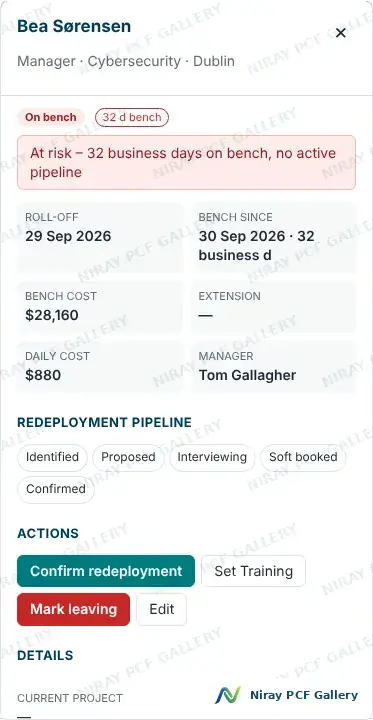 Bea Sørensen
Manager · Cybersecurity · Dublin
On bench
32 d bench
At risk – 32 business days on bench, no active
pipeline
ROLL-OFF
29 Sep 2026
BENCH SINCE
30 Sep 2026 · 32
business d
BENCH COST
$28,160
EXTENSION
—
DAILY COST
$880
MANAGER
Tom Gallagher
REDEPLOYMENT PIPELINE
Identified
Proposed
Interviewing
Soft booked
Confirmed
ACTIONS
Confirm redeployment
Set Training
Mark leaving
Edit
DETAILS
CURRENT PROJECT
—
Niray PCF Gallery
NIRAY PCF GALLERY